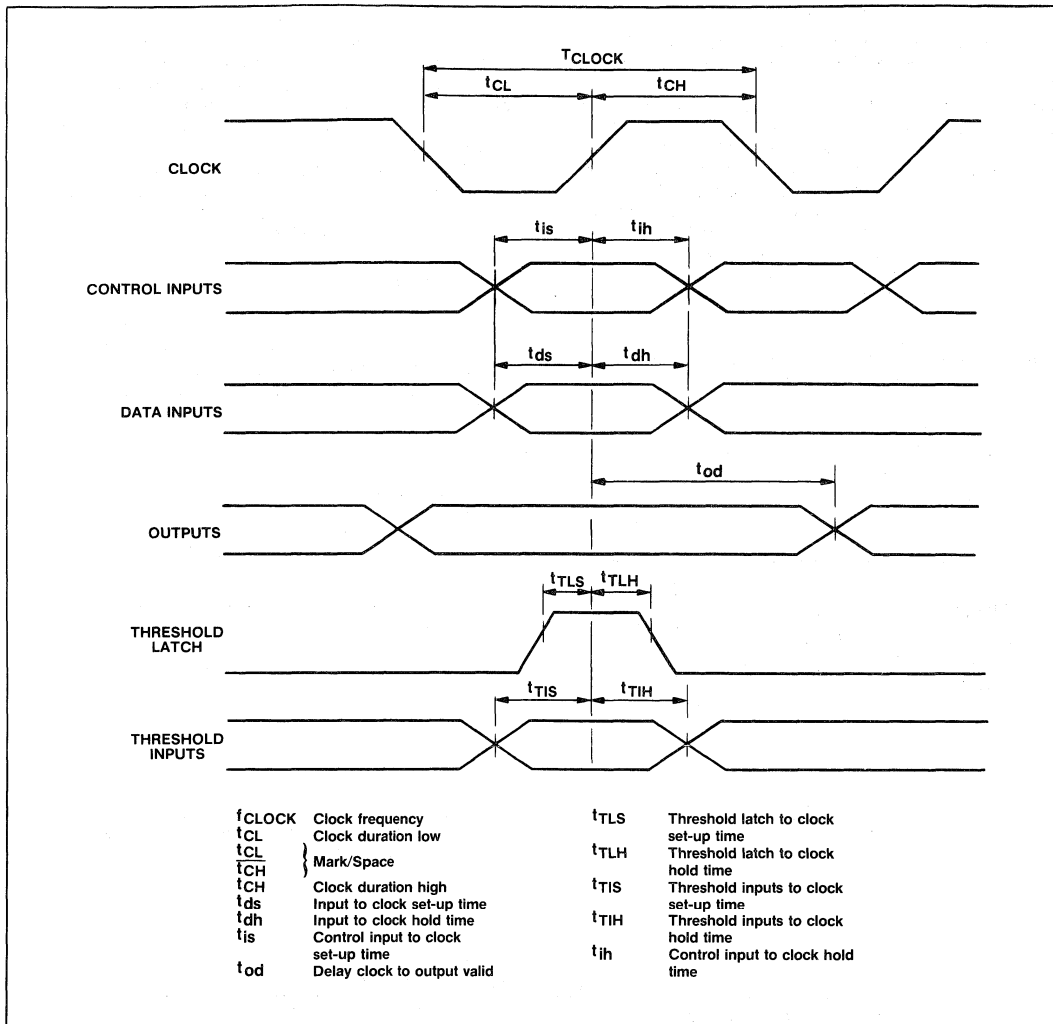 TCLOCK
tCL tCH
CLOCK
tis tih
CONTROL INPUTS
tds tdh
DATA INPUTS
tod
OUTPUTS
tTLS tTLH
THRESHOLD
LATCH
tTIS tTIH
THRESHOLD
INPUTS
fCLOCK Clock frequency
tCL Clock duration low
tCL
tCH } Mark/Space
tCH Clock duration high
tds Input to clock set-up time
tdh Input to clock hold time
tis Control input to clock
set-up time
tod Delay clock to output valid
tTLS Threshold latch to clock
set-up time
tTLH Threshold latch to clock
hold time
tTIS Threshold inputs to clock
set-up time
tTIH Threshold inputs to clock
hold time
tih Control input to clock hold
time